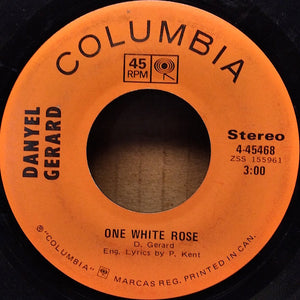 COLUMBIA
45
RPM
DANYEL
GERARD
Stereo
4-45468
ZSS 155961
3:00
ONE WHITE ROSE
D. Gerard
Eng. Lyrics by P. Kent
® "COLUMBIA", MARCAS REG. PRINTED IN CAN.